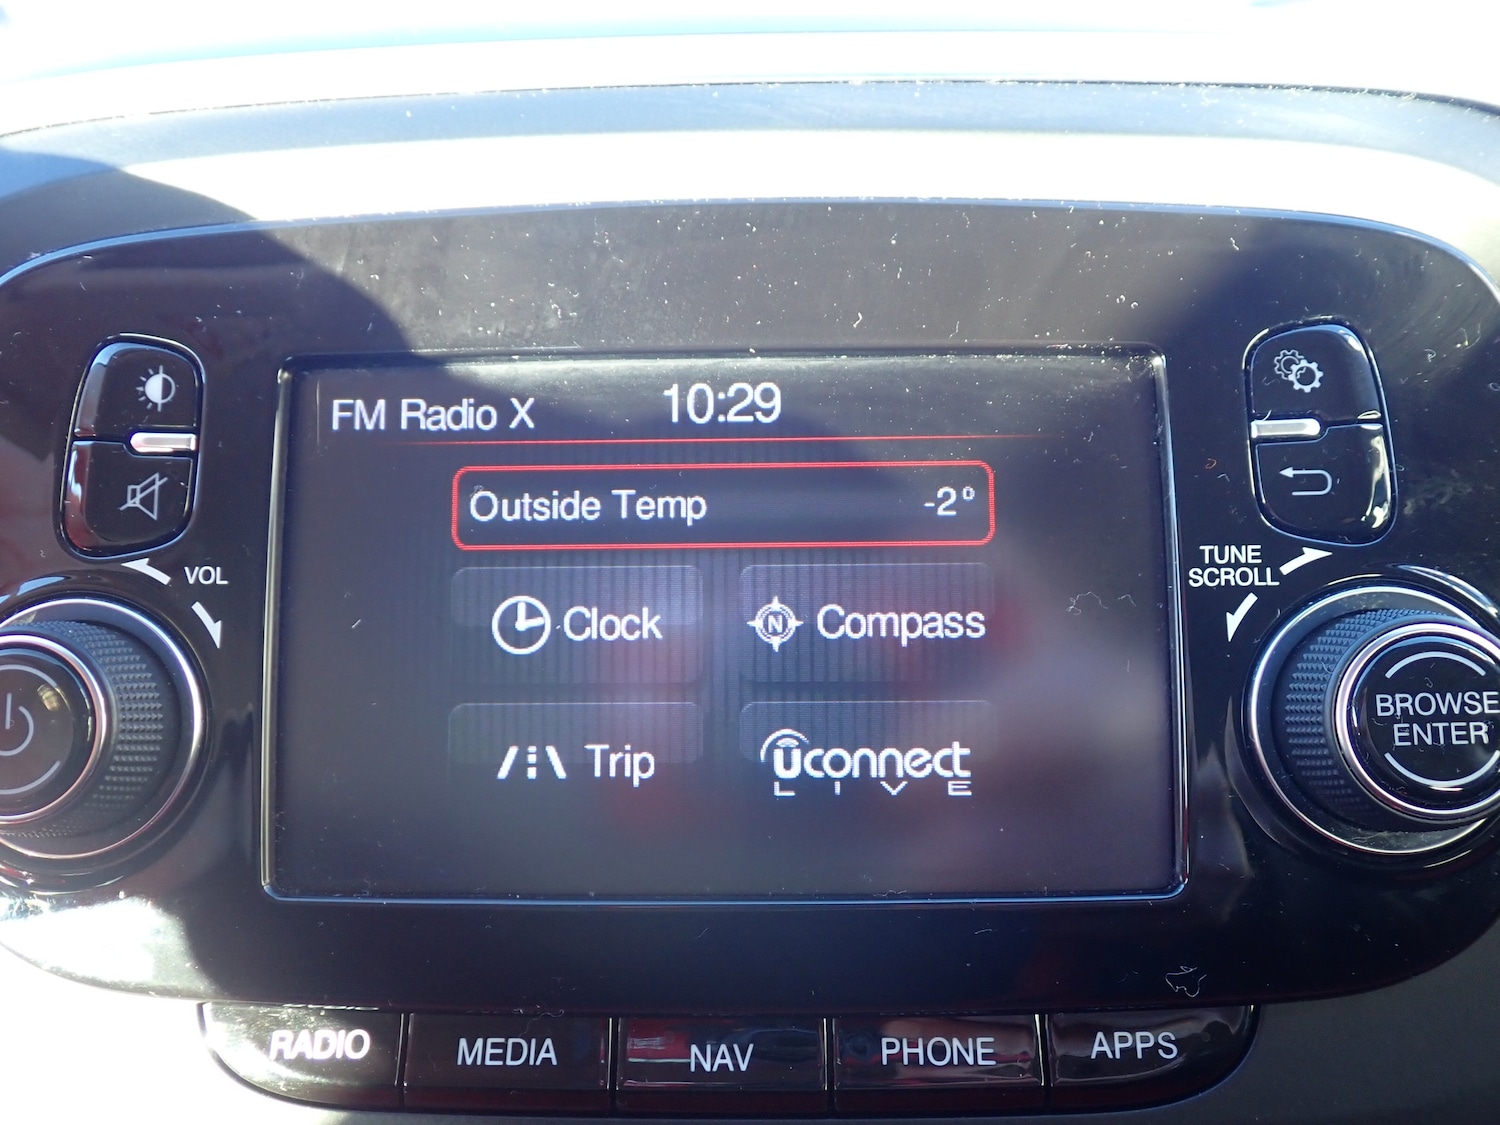 FM Radio X
10:29
Outside Temp -2°
Clock
N Compass
Trip
Uconnect
LIVE
VOL
TUNE
SCROLL
BROWSE
ENTER
RADIO
MEDIA
NAV
PHONE
APPS